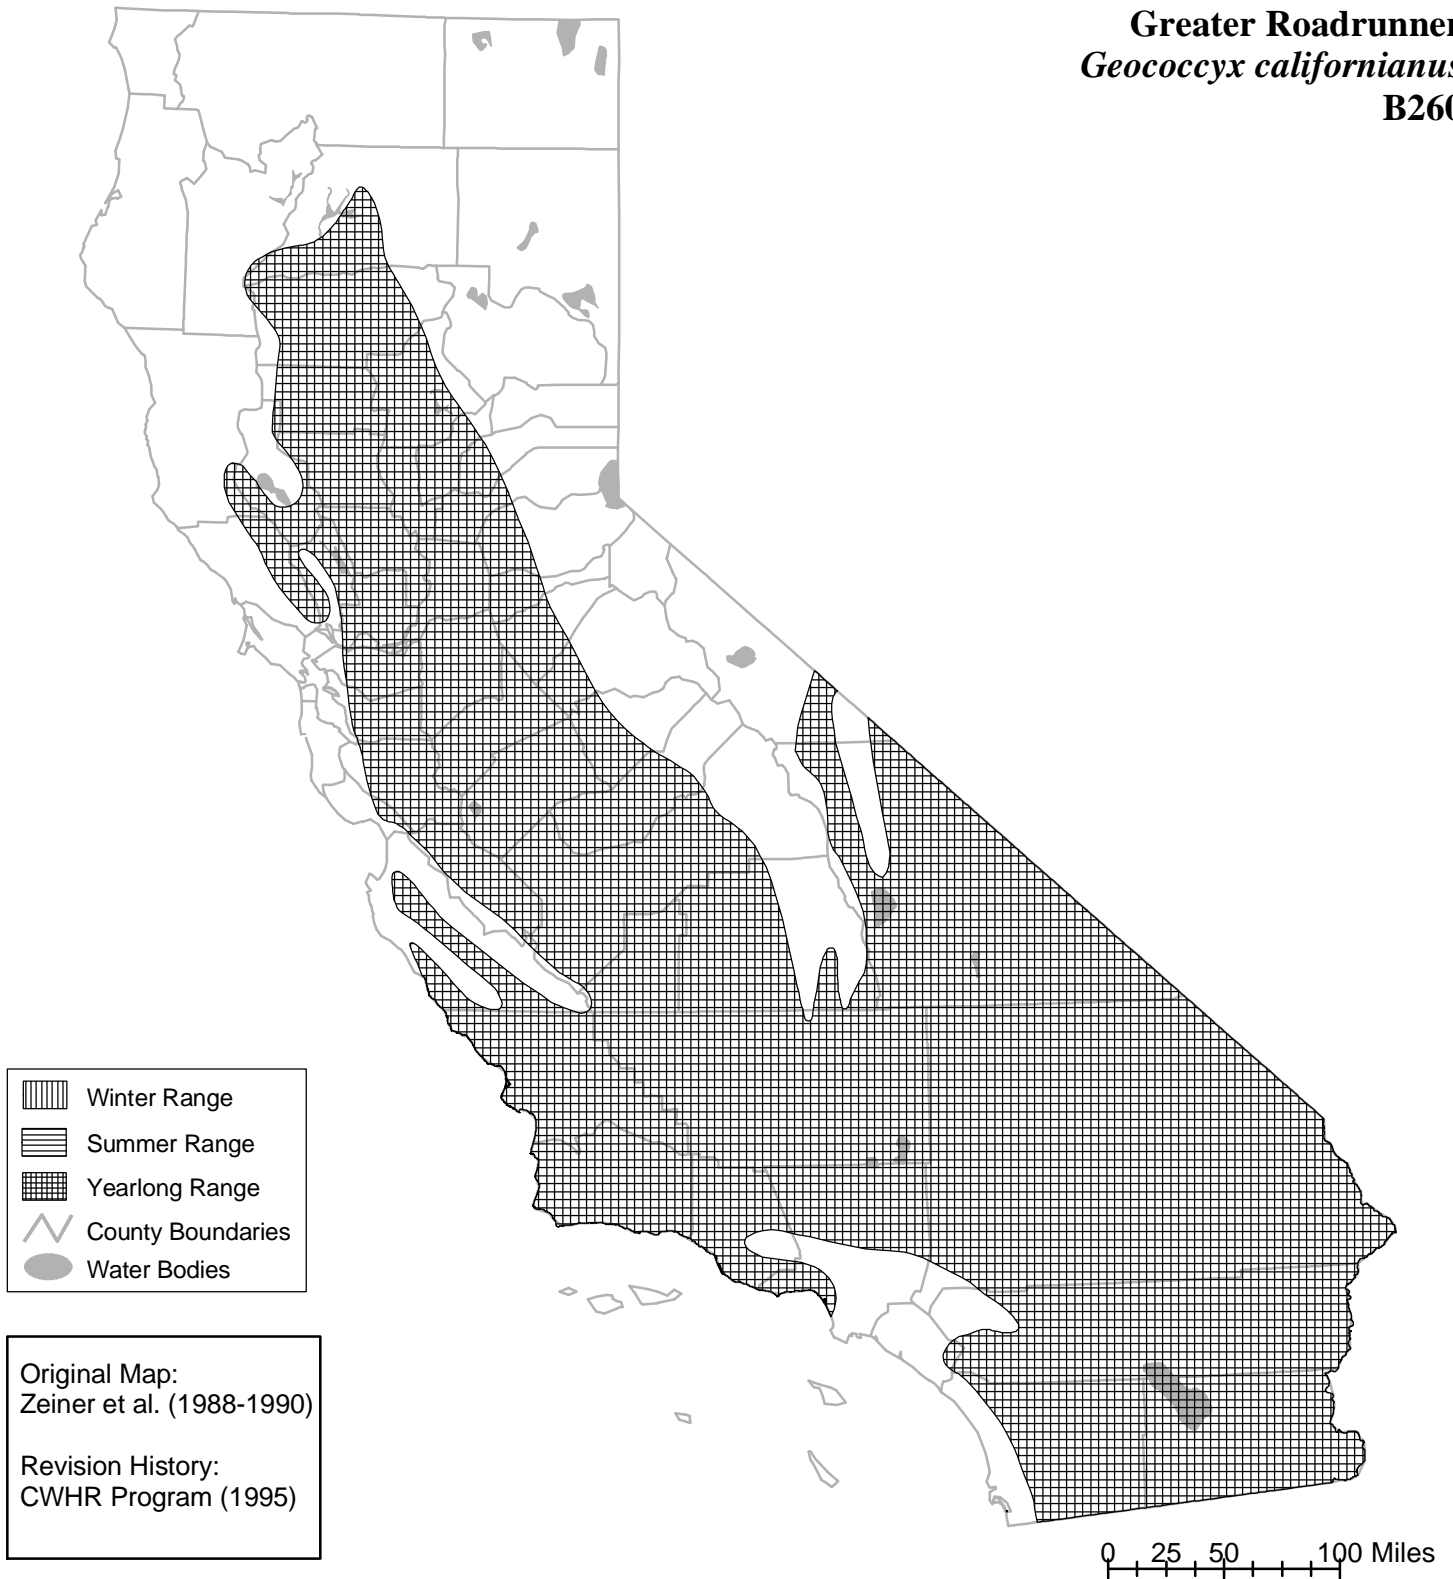 Greater Roadrunner
Geococcyx californianus
B260
Winter Range
Summer Range
Yearlong Range
County Boundaries
Water Bodies
Original Map:
Zeiner et al. (1988-1990)
Revision History:
CWHR Program (1995)
0 25 50 100 Miles